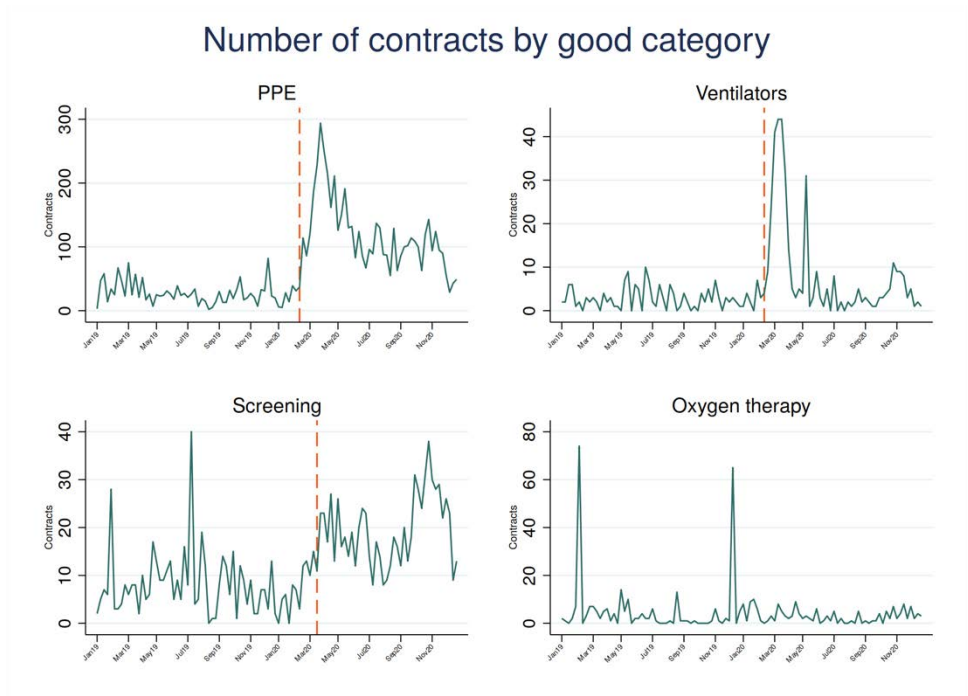 Number of contracts by good category
PPE
Contracts
300
200
100
0
Jan19 Mar19 May19 Jul19 Sep19 Nov19 Jan20 Mar20 May20 Jul20 Sep20 Nov20
Ventilators
Contracts
40
30
20
10
0
Jan19 Mar19 May19 Jul19 Sep19 Nov19 Jan20 Mar20 May20 Jul20 Sep20 Nov20
Screening
Contracts
40
30
20
10
0
Jan19 Mar19 May19 Jul19 Sep19 Nov19 Jan20 Mar20 May20 Jul20 Sep20 Nov20
Oxygen therapy
Contracts
80
60
40
20
0
Jan19 Mar19 May19 Jul19 Sep19 Nov19 Jan20 Mar20 May20 Jul20 Sep20 Nov20